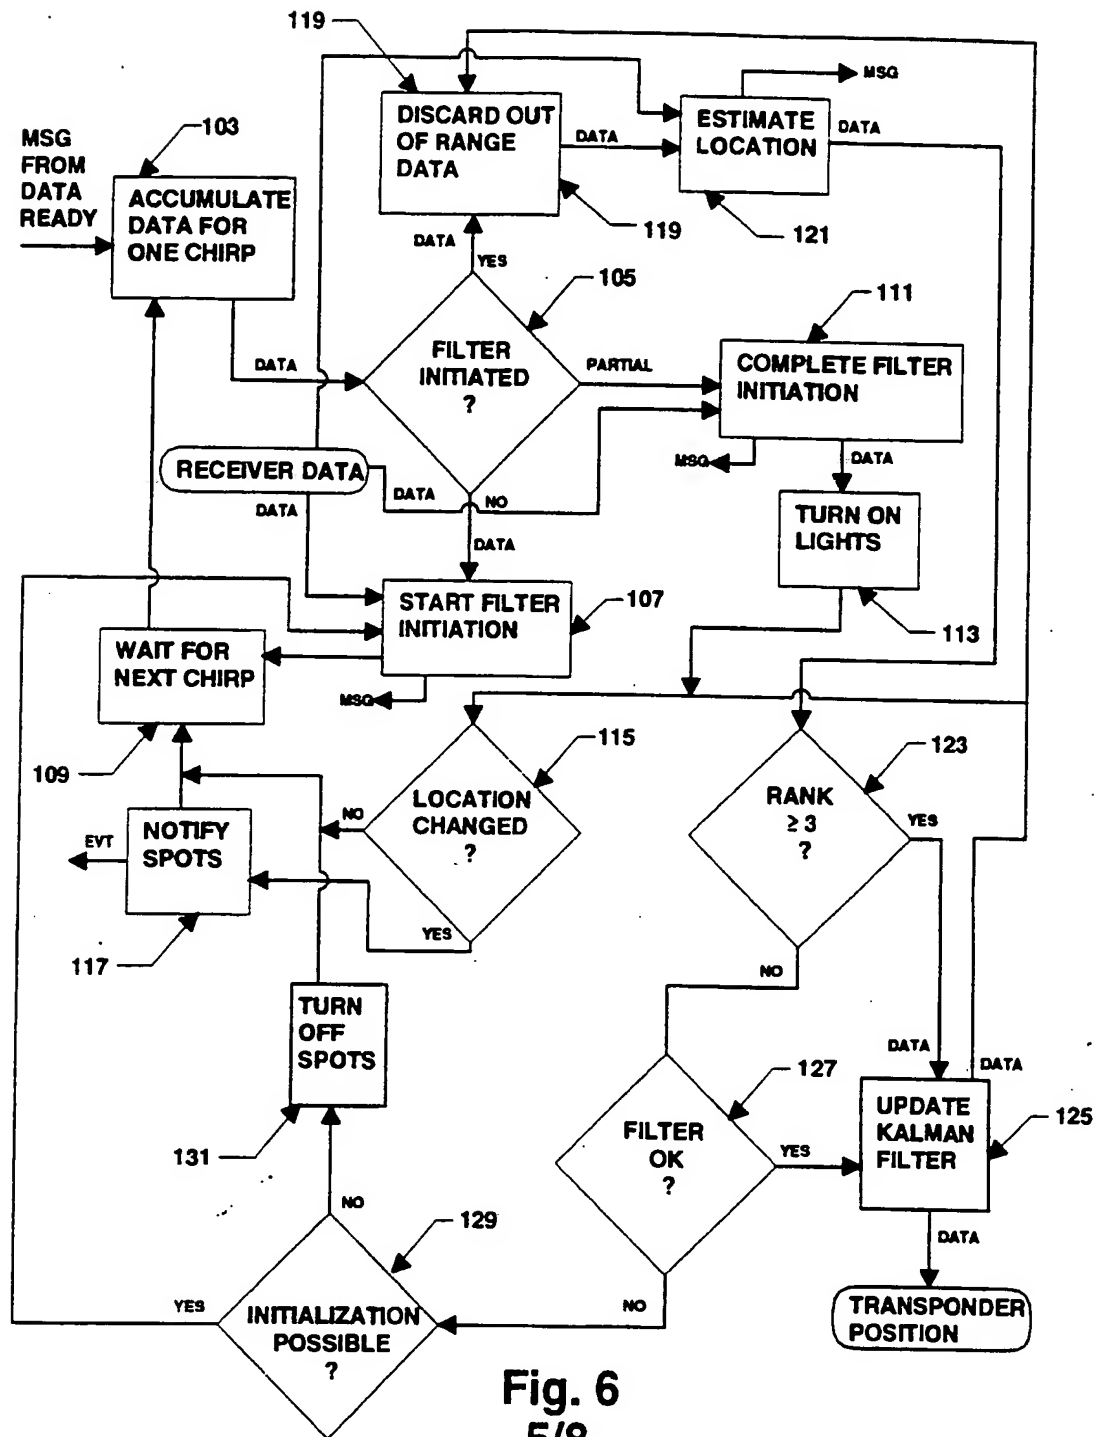 119
MSG
DISCARD OUT
OF RANGE
DATA
DATA
ESTIMATE
LOCATION
DATA
103
MSG
FROM
DATA
READY
ACCUMULATE
DATA FOR
ONE CHIRP
119
121
DATA
YES
105
111
FILTER
INITIATED
?
DATA
PARTIAL
COMPLETE FILTER
INITIATION
MSG
DATA
RECEIVER DATA
DATA
NO
DATA
DATA
TURN ON
LIGHTS
START FILTER
INITIATION
107
113
WAIT FOR
NEXT CHIRP
MSG
109
115
123
LOCATION
CHANGED
?
NO
RANK
≥ 3
?
YES
NOTIFY
SPOTS
EVT
YES
117
NO
TURN
OFF
SPOTS
DATA
DATA
127
UPDATE
KALMAN
FILTER
125
FILTER
OK
?
YES
131
NO
129
DATA
YES
INITIALIZATION
POSSIBLE
?
NO
TRANSPONDER
POSITION
Fig. 6
5/8